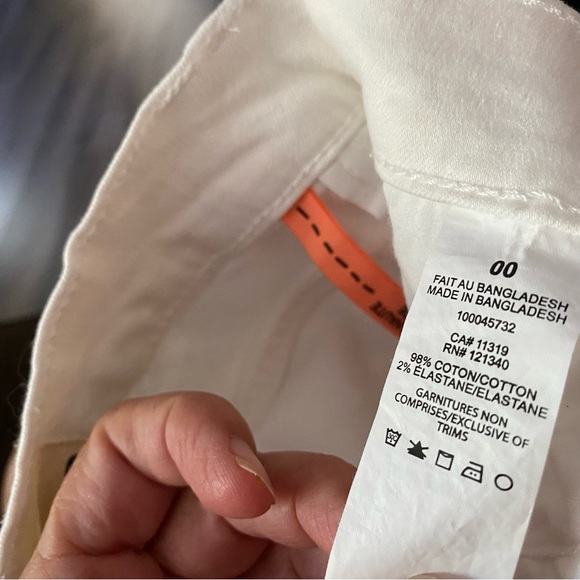 00
FAIT AU BANGLADESH
MADE IN BANGLADESH
100045732
CA# 11319
RN# 121340
98% COTON/COTTON
2% ÉLASTANE/ELASTANE
GARNITURES NON
COMPRISES/EXCLUSIVE OF
TRIMS